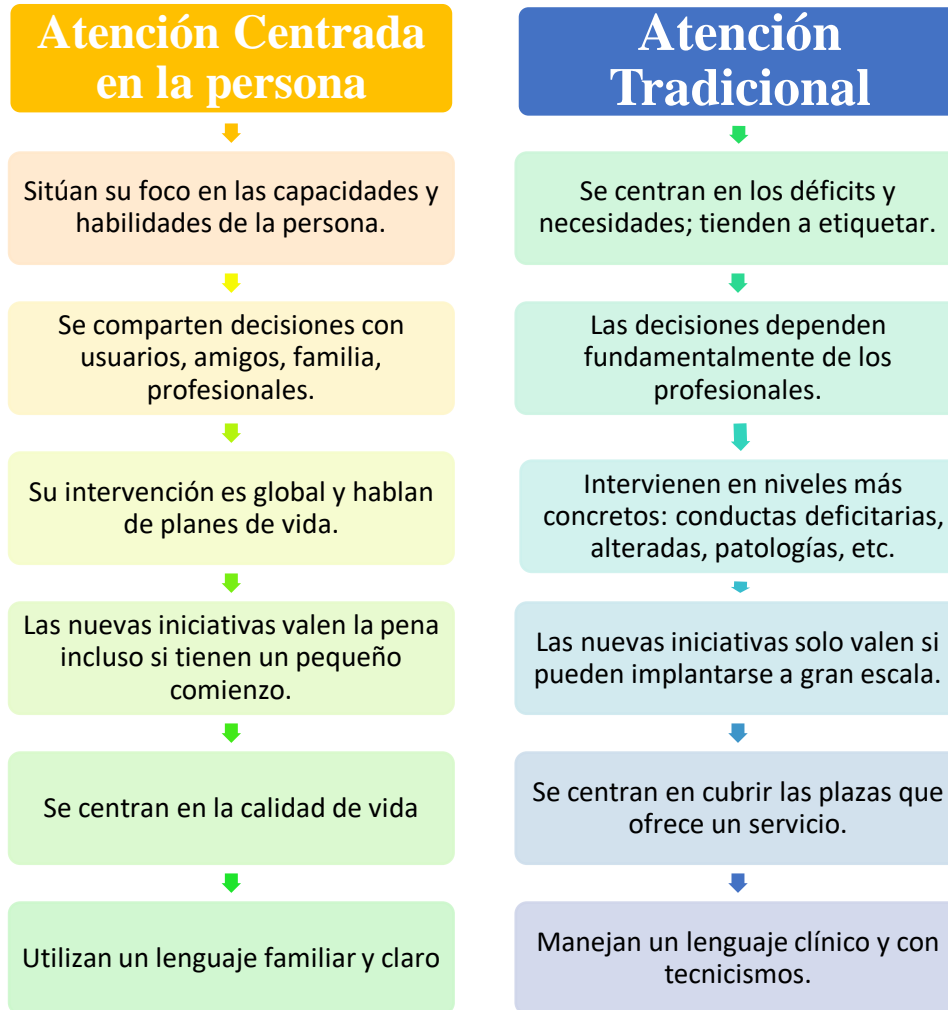 Atención Centrada
en la persona
Sitúan su foco en las capacidades y
habilidades de la persona.
Se comparten decisiones con
usuarios, amigos, familia,
profesionales.
Su intervención es global y hablan
de planes de vida.
Las nuevas iniciativas valen la pena
incluso si tienen un pequeño
comienzo.
Se centran en la calidad de vida
Utilizan un lenguaje familiar y claro
Atención
Tradicional
Se centran en los déficits y
necesidades; tienden a etiquetar.
Las decisiones dependen
fundamentalmente de los
profesionales.
Intervienen en niveles más
concretos: conductas deficitarias,
alteradas, patologías, etc.
Las nuevas iniciativas solo valen si
pueden implantarse a gran escala.
Se centran en cubrir las plazas que
ofrece un servicio.
Manejan un lenguaje clínico y con
tecnicismos.